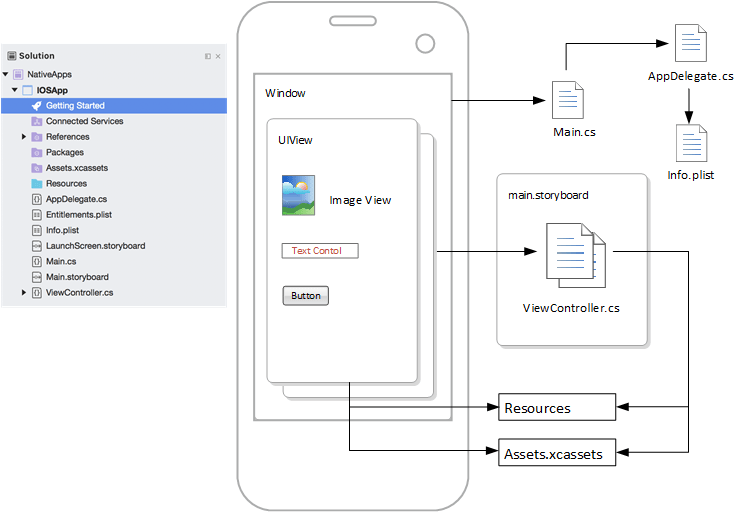 Solution
NativeApps
IOSApp
Getting Started
Connected Services
References
Packages
Assets.xcassets
Resources
AppDelegate.cs
Entitlements.plist
Info.plist
LaunchScreen.storyboard
Main.cs
Main.storyboard
ViewController.cs
Window
UIView
Image View
Text Contol
Button
Main.cs
AppDelegate.cs
Info.plist
main.storyboard
ViewController.cs
Resources
Assets.xcassets